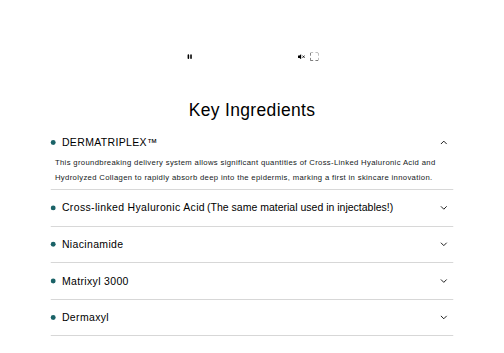 Key Ingredients
DERMATRIPLEX™
This groundbreaking delivery system allows significant quantities of Cross-Linked Hyaluronic Acid and
Hydrolyzed Collagen to rapidly absorb deep into the epidermis, marking a first in skincare innovation.
Cross-linked Hyaluronic Acid (The same material used in injectables!)
Niacinamide
Matrixyl 3000
Dermaxyl